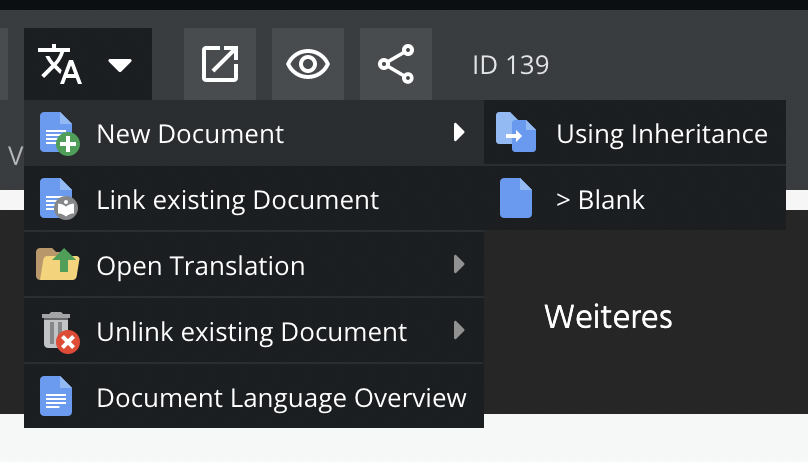 ID 139
New Document
Using Inheritance
V
Link existing Document
> Blank
Open Translation
Weiteres
Unlink existing Document
Document Language Overview